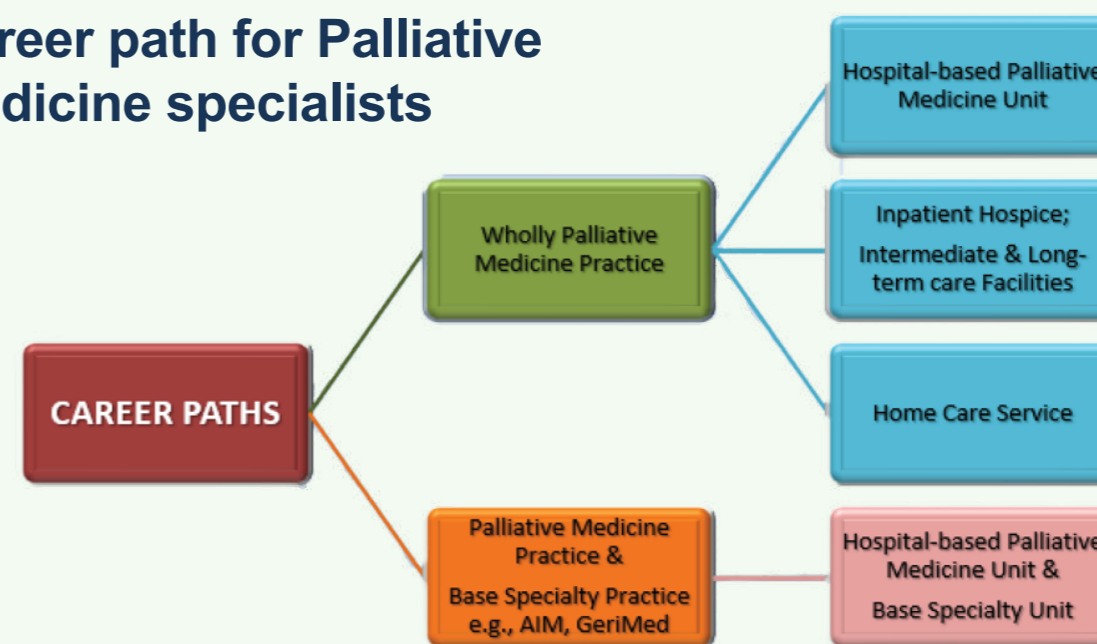 reer path for Palliative
dicine specialists
Hospital-based Palliative
Medicine Unit
Wholly Palliative
Medicine Practice
Inpatient Hospice;
Intermediate & Long-
term care Facilities
CAREER PATHS
Home Care Service
Palliative Medicine
Practice &
Base Specialty Practice
e.g., AIM, GeriMed
Hospital-based Palliative
Medicine Unit &
Base Specialty Unit